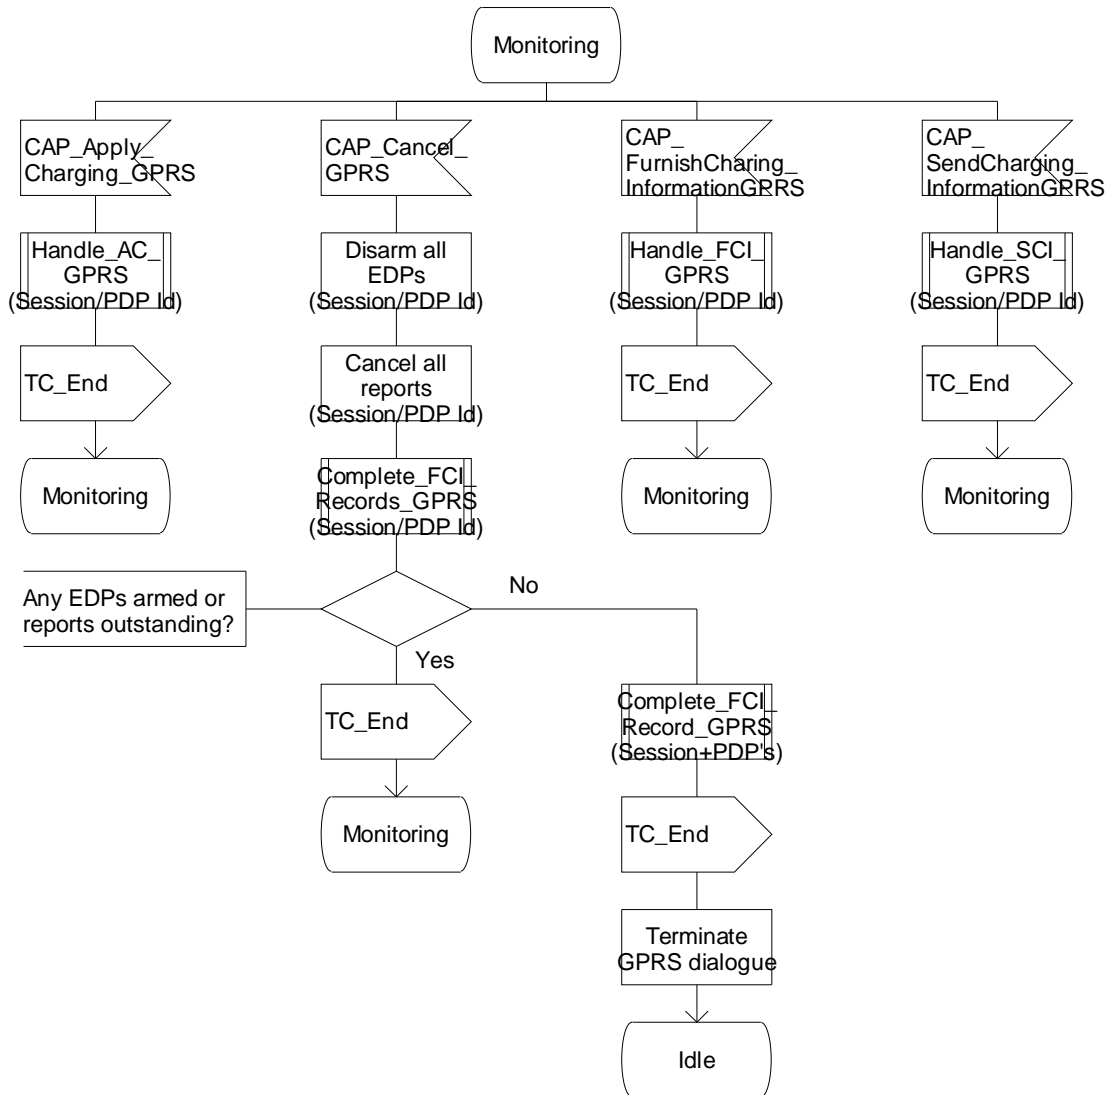 Monitoring
CAP_Apply_
Charging_GPRS
CAP_Cancel_
GPRS
CAP_
FurnishCharing_
InformationGPRS
CAP_
SendCharging_
InformationGPRS
Handle_AC_
GPRS
(Session/PDP Id)
Disarm all
EDPs
(Session/PDP Id)
Handle_FCI_
GPRS
(Session/PDP Id)
Handle_SCI_
GPRS
(Session/PDP Id)
TC_End
Cancel all
reports
(Session/PDP Id)
TC_End
TC_End
Monitoring
Complete_FCI_
Records_GPRS
(Session/PDP Id)
Monitoring
Monitoring
Any EDPs armed or
reports outstanding?
No
Yes
TC_End
Complete_FCI_
Record_GPRS
(Session+PDP's)
Monitoring
TC_End
Terminate
GPRS dialogue
Idle